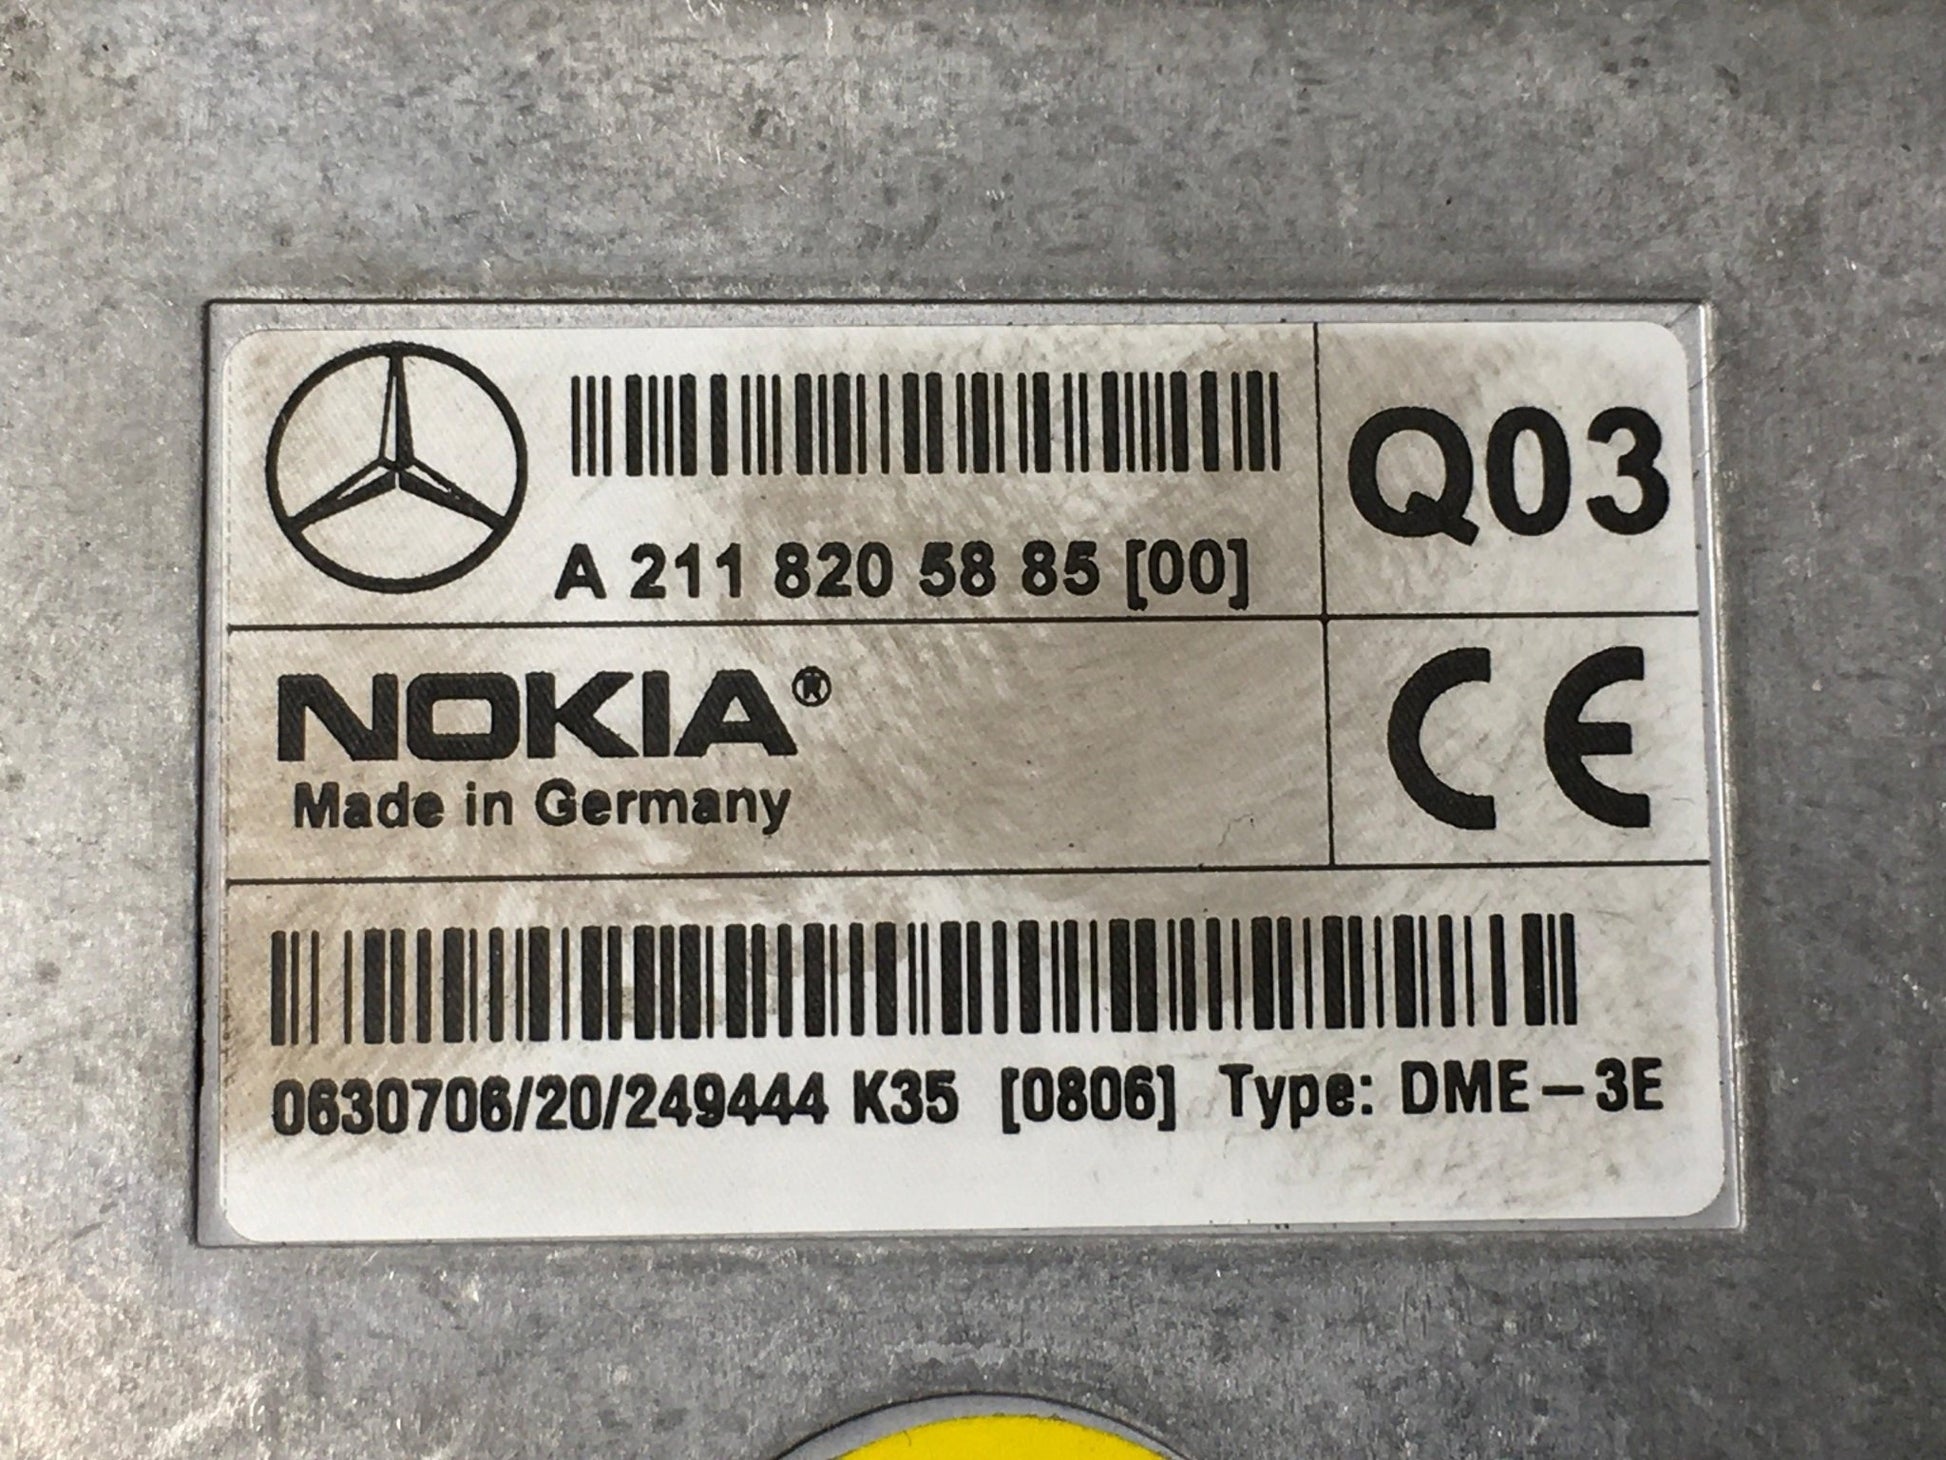 A 211 820 58 85 [00]
Q03
NOKIA®
Made in Germany
CE
0630706/20/249444 K35 [0806] Type: DME-3E